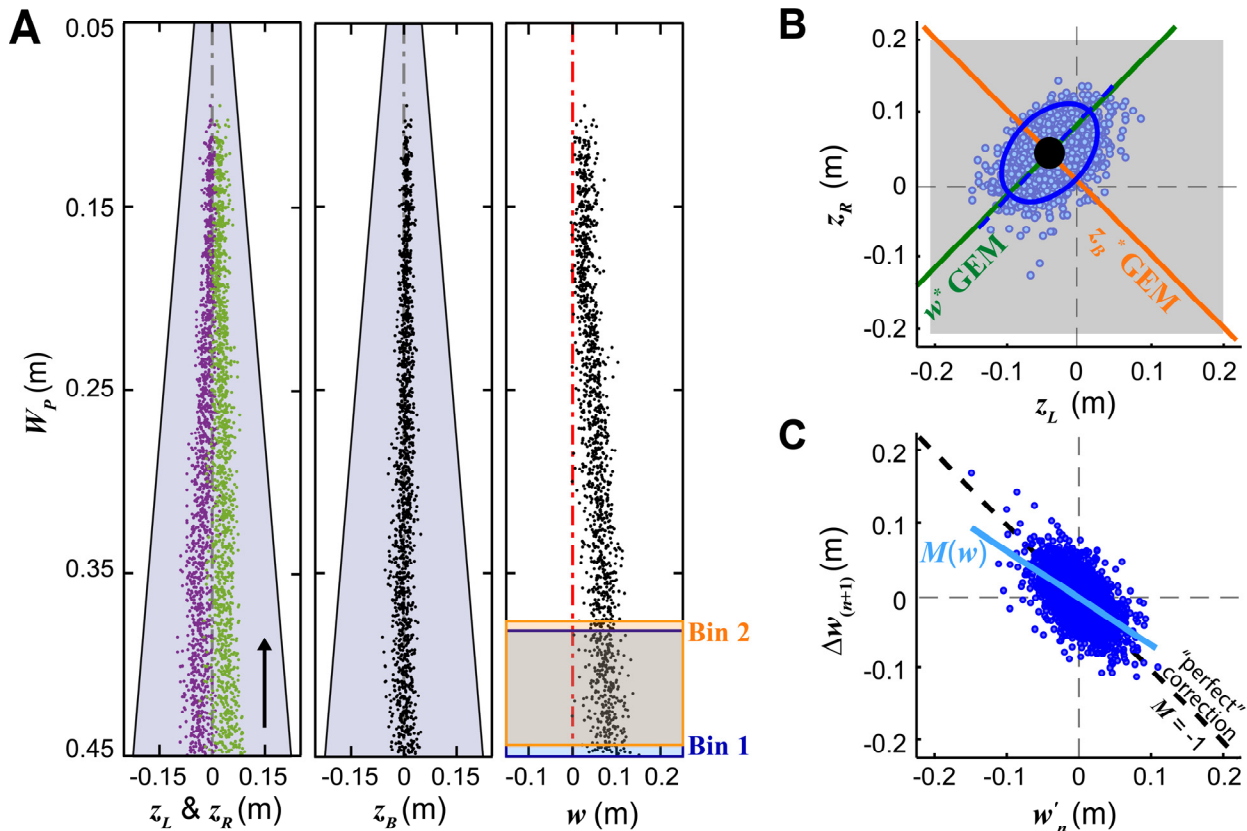 A
0.05
0.15
0.25
0.35
0.45
W_P (m)
-0.15 0 0.15
z_L & z_R (m)
-0.15 0 0.15
z_B (m)
Bin 2
Bin 1
-0.1 0 0.1 0.2
w (m)
B
0.2
0.1
0
-0.1
-0.2
z_R (m)
w* GEM
z_B* GEM
-0.2 -0.1 0 0.1 0.2
z_L (m)
C
0.2
0.1
0
-0.1
-0.2
Δw_(n+1) (m)
M(w)
"perfect"
correction
M = -1
-0.2 -0.1 0 0.1 0.2
w'_n (m)